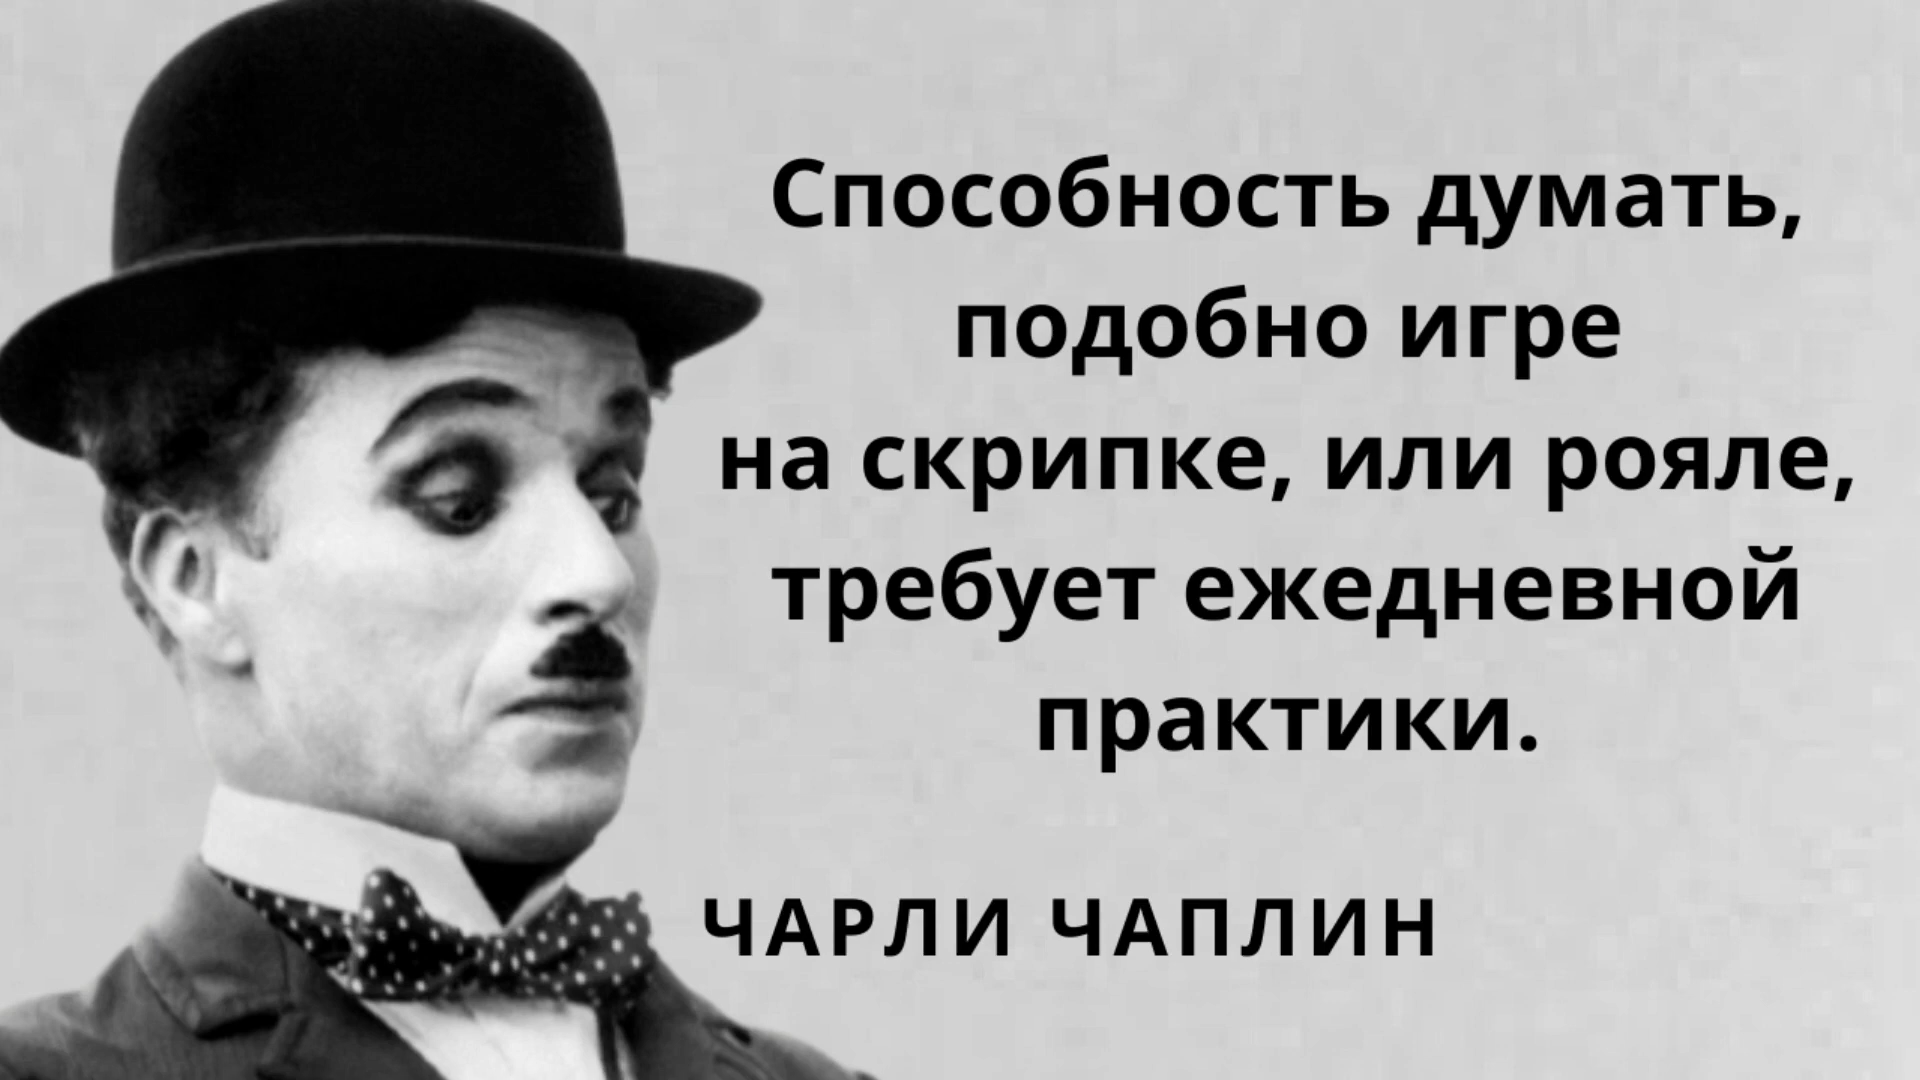 Способность думать,
подобно игре
на скрипке, или рояле,
требует ежедневной
практики.
ЧАРЛИ ЧАПЛИН